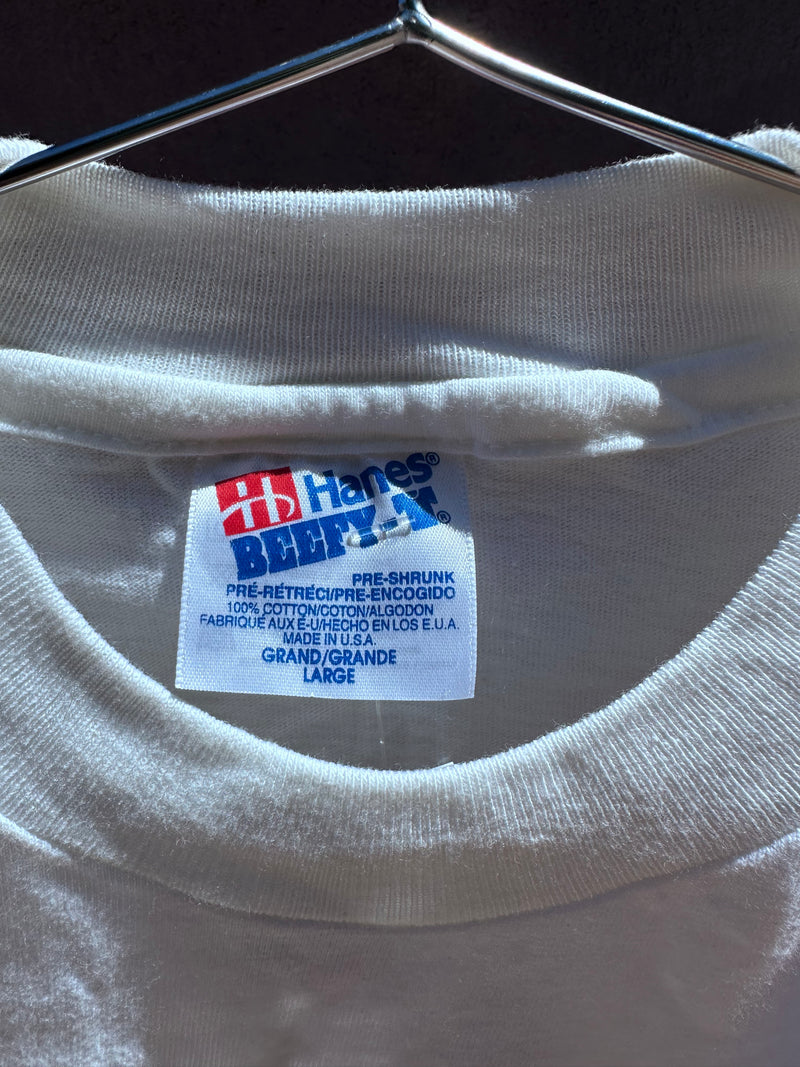 Hanes®
BEEFY-T®
PRE-SHRUNK
PRÉ-RÉTRÉCI/PRE-ENCOGIDO
100% COTTON/COTON/ALGODON
FABRIQUÉ AUX É-U/HECHO EN LOS E.U.A.
MADE IN U.S.A.
GRAND/GRANDE
LARGE